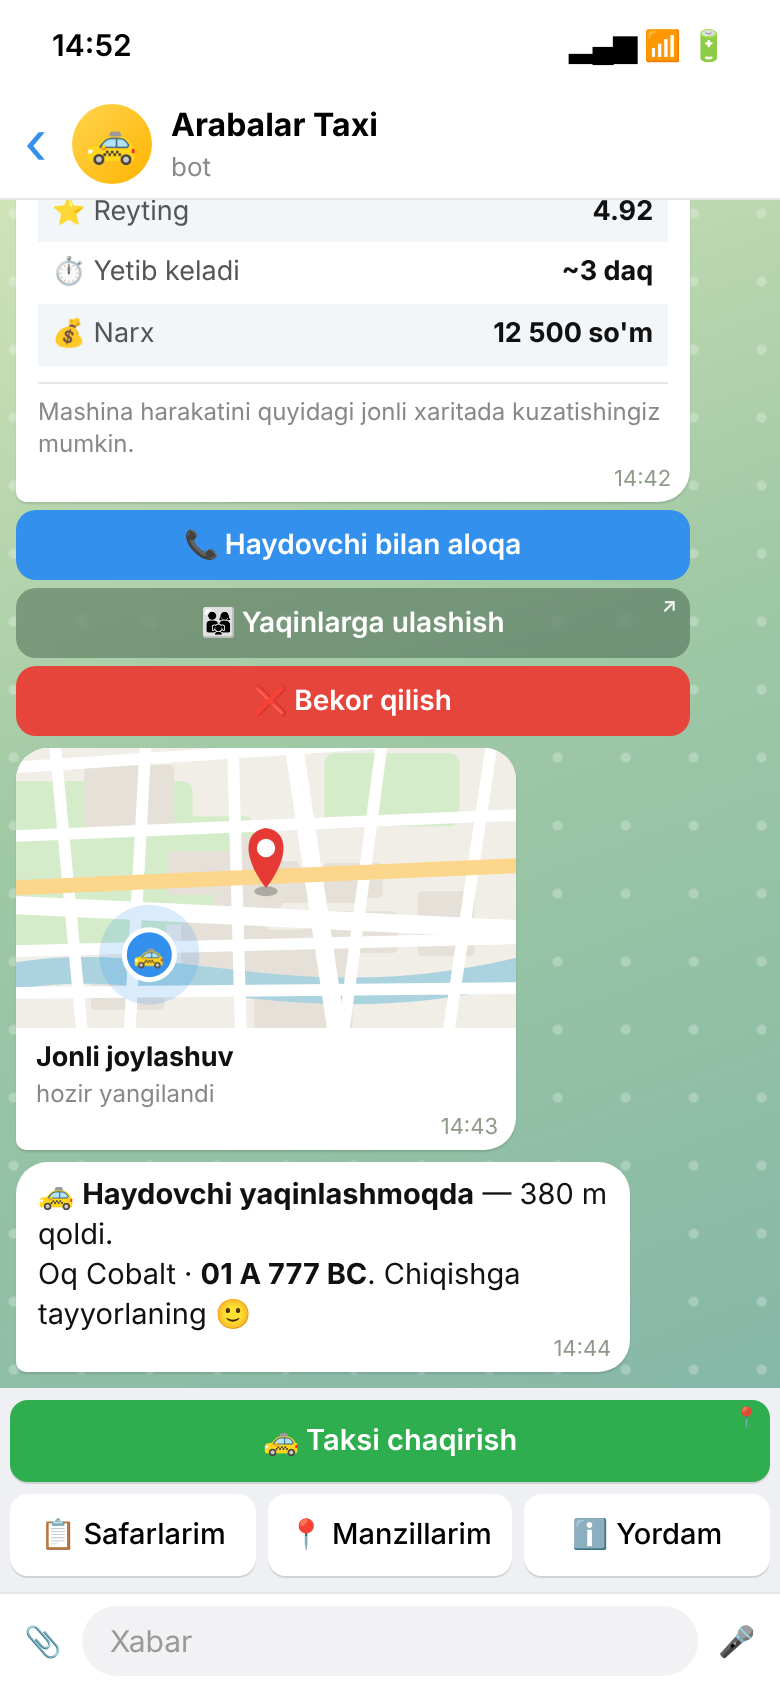 14:52
Arabalar Taxi
bot
⭐ Reyting 4.92
⏱️ Yetib keladi ~3 daq
💰 Narx 12 500 so'm
Mashina harakatini quyidagi jonli xaritada kuzatishingiz
mumkin.
14:42
📞 Haydovchi bilan aloqa
👨‍👩‍👧 Yaqinlarga ulashish
❌ Bekor qilish
Jonli joylashuv
hozir yangilandi
14:43
🚕 Haydovchi yaqinlashmoqda — 380 m
qoldi.
Oq Cobalt · 01 A 777 BC. Chiqishga
tayyorlaning 🙂
14:44
🚕 Taksi chaqirish
📋 Safarlarim
📍 Manzillarim
ℹ️ Yordam
Xabar